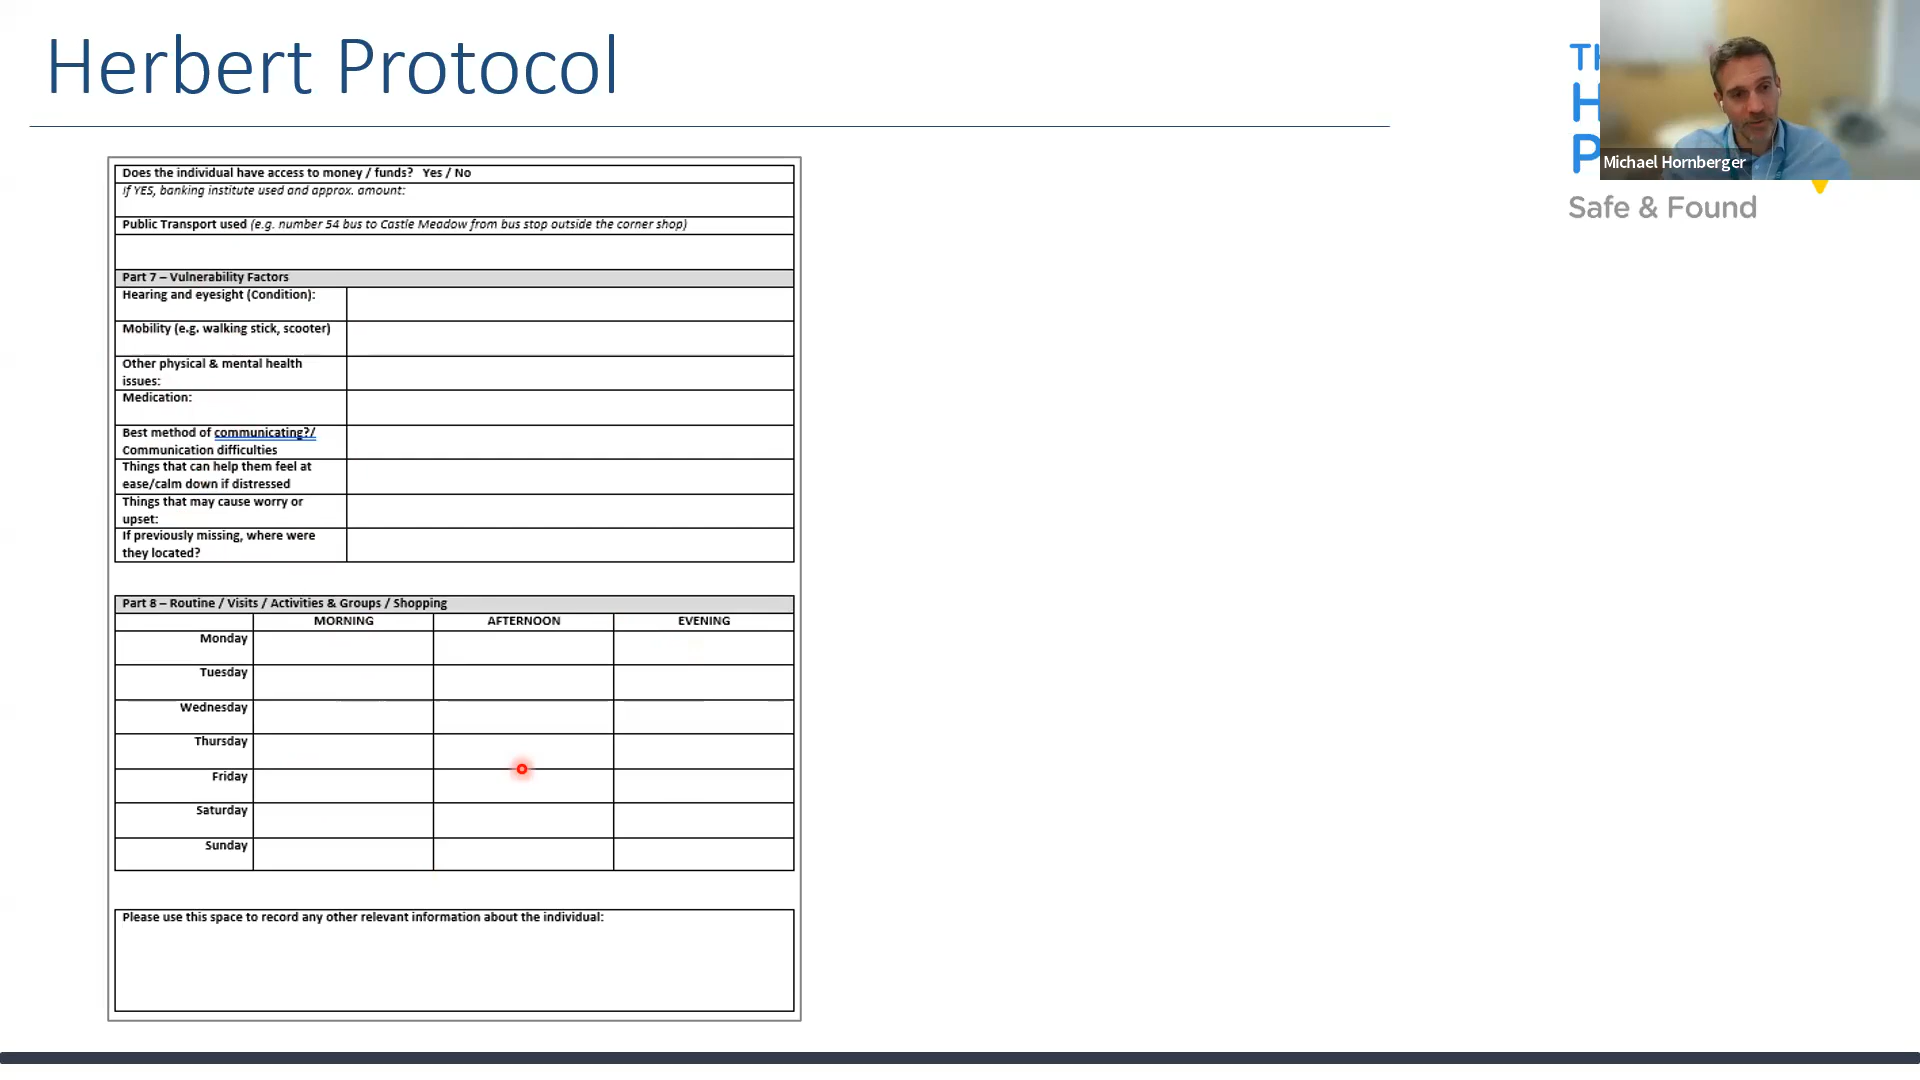 Herbert Protocol
TH
H
P
Michael Hornberger
Safe & Found
Does the individual have access to money / funds? Yes / No
If YES, banking institute used and approx. amount:
Public Transport used (e.g. number 54 bus to Castle Meadow from bus stop outside the corner shop)
Part 7 – Vulnerability Factors
Hearing and eyesight (Condition):
Mobility (e.g. walking stick, scooter)
Other physical & mental health
issues:
Medication:
Best method of communicating?/
Communication difficulties
Things that can help them feel at
ease/calm down if distressed
Things that may cause worry or
upset:
If previously missing, where were
they located?
Part 8 – Routine / Visits / Activities & Groups / Shopping
MORNING AFTERNOON EVENING
Monday
Tuesday
Wednesday
Thursday
Friday
Saturday
Sunday
Please use this space to record any other relevant information about the individual: